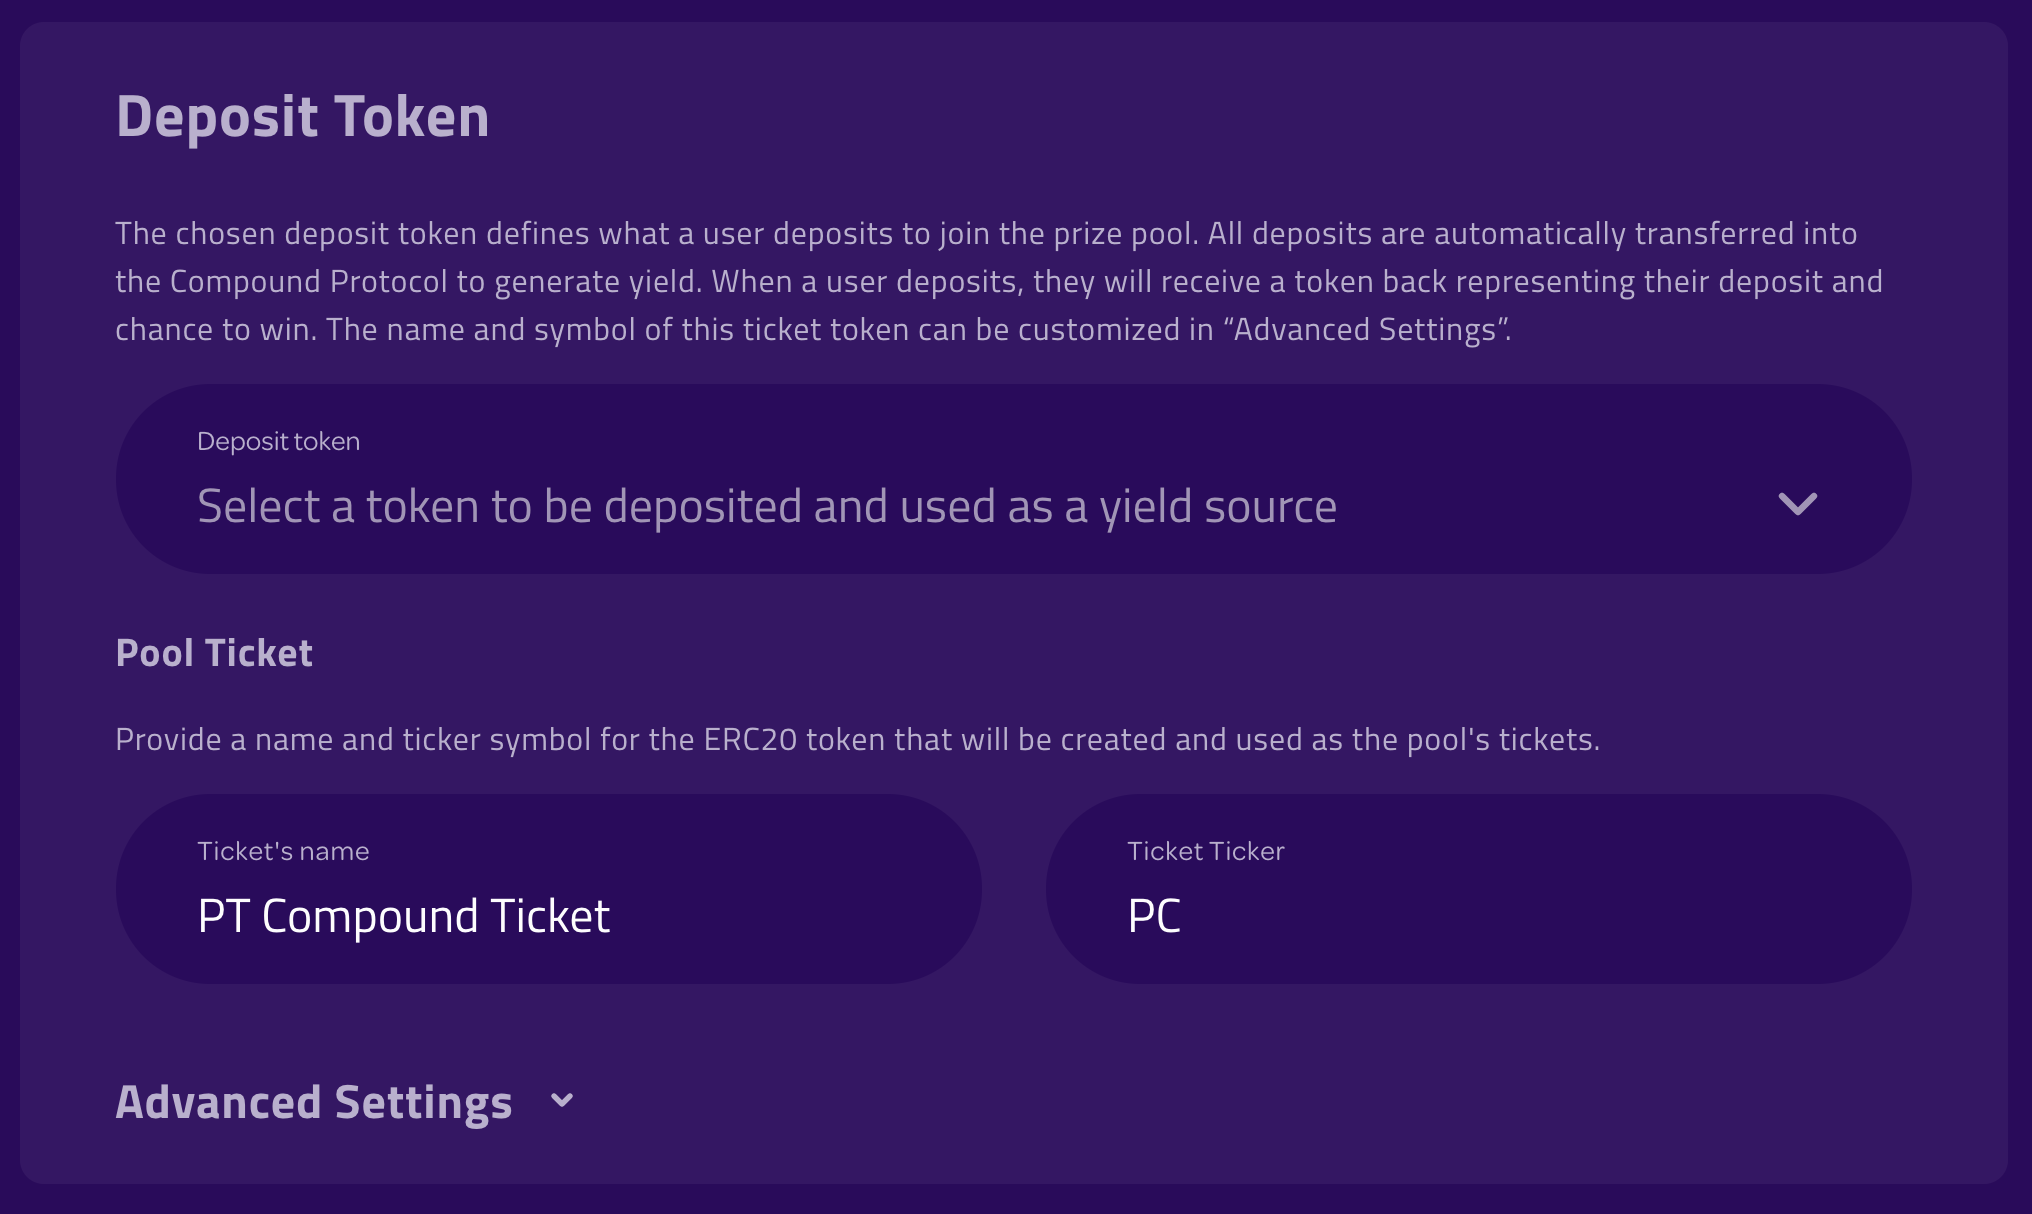 Deposit Token
The chosen deposit token defines what a user deposits to join the prize pool. All deposits are automatically transferred into
the Compound Protocol to generate yield. When a user deposits, they will receive a token back representing their deposit and
chance to win. The name and symbol of this ticket token can be customized in “Advanced Settings”.
Deposit token
Select a token to be deposited and used as a yield source
Pool Ticket
Provide a name and ticker symbol for the ERC20 token that will be created and used as the pool's tickets.
Ticket's name
PT Compound Ticket
Ticket Ticker
PC
Advanced Settings